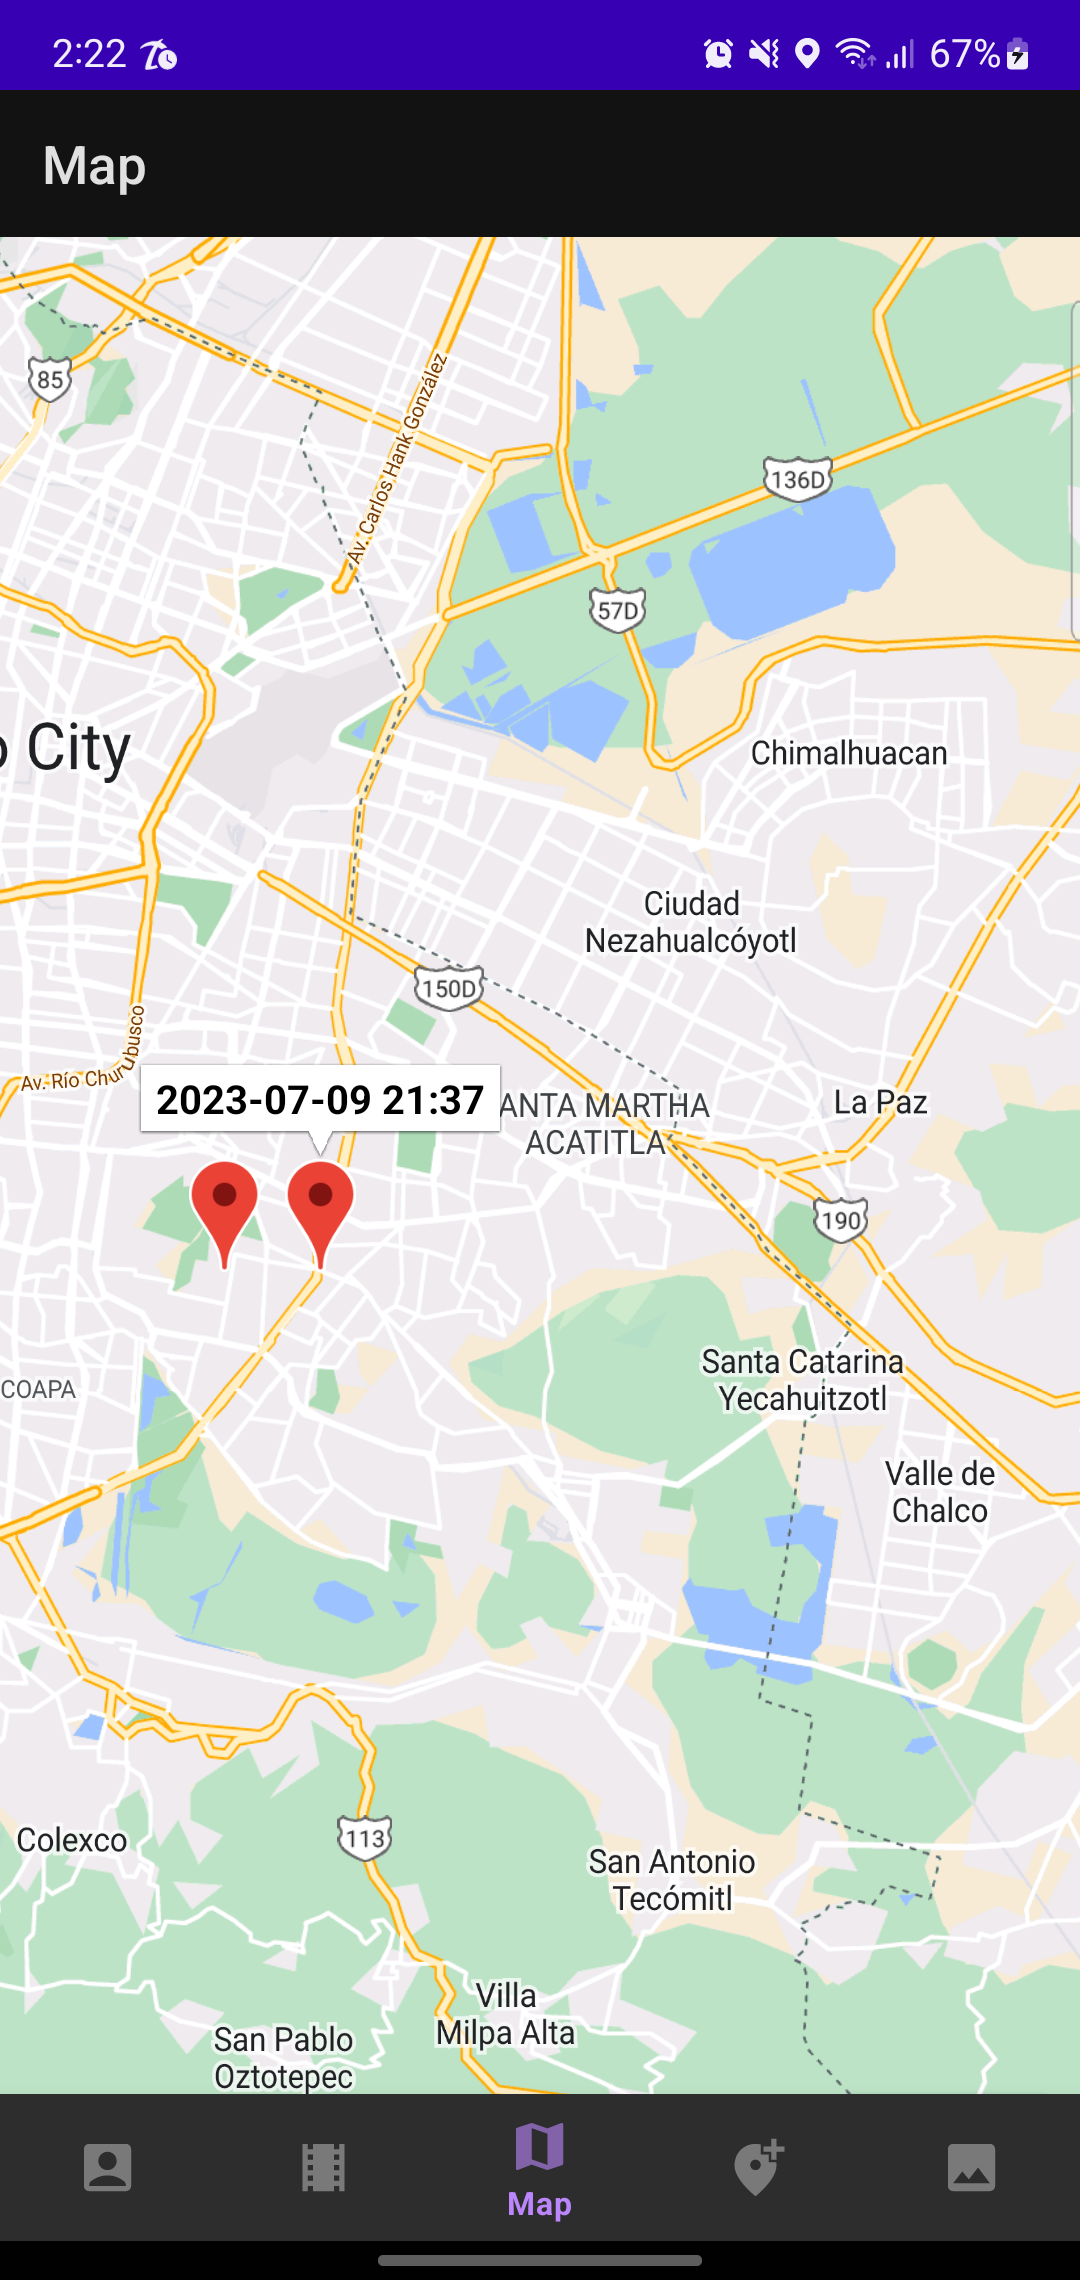 2:22
67%
Map
85
Av. Carlos Hank González
136D
57D
o City
Chimalhuacan
Ciudad
Nezahualcóyotl
150D
Av. Río Churubusco
2023-07-09 21:37
ANTA MARTHA
ACATITLA
La Paz
190
Santa Catarina
Yecahuitzotl
COAPA
Valle de
Chalco
113
Colexco
San Antonio
Tecómitl
Villa
Milpa Alta
San Pablo
Oztotepec
Map